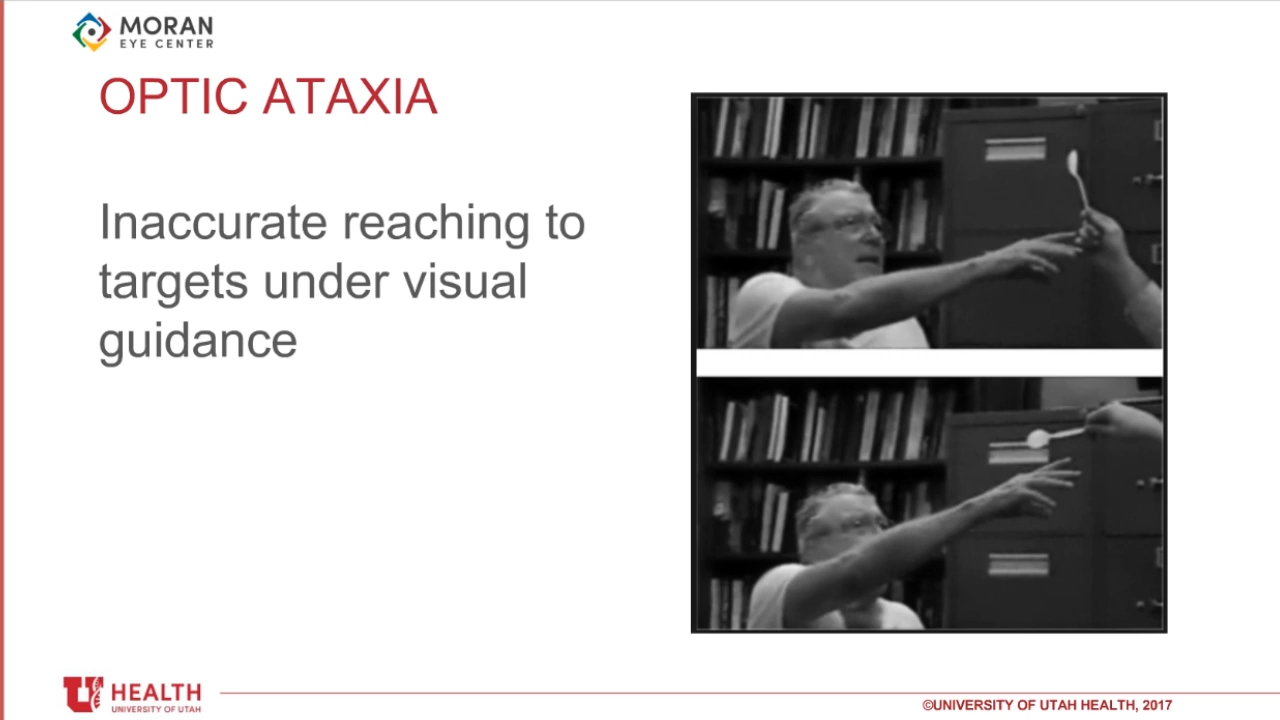 MORAN
EYE CENTER
OPTIC ATAXIA
Inaccurate reaching to
targets under visual
guidance
U HEALTH
UNIVERSITY OF UTAH
©UNIVERSITY OF UTAH HEALTH, 2017